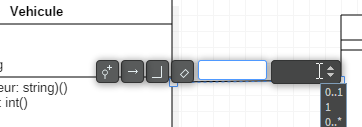 Vehicule
g
eur: string)()
: int()
0..1
1
0..*